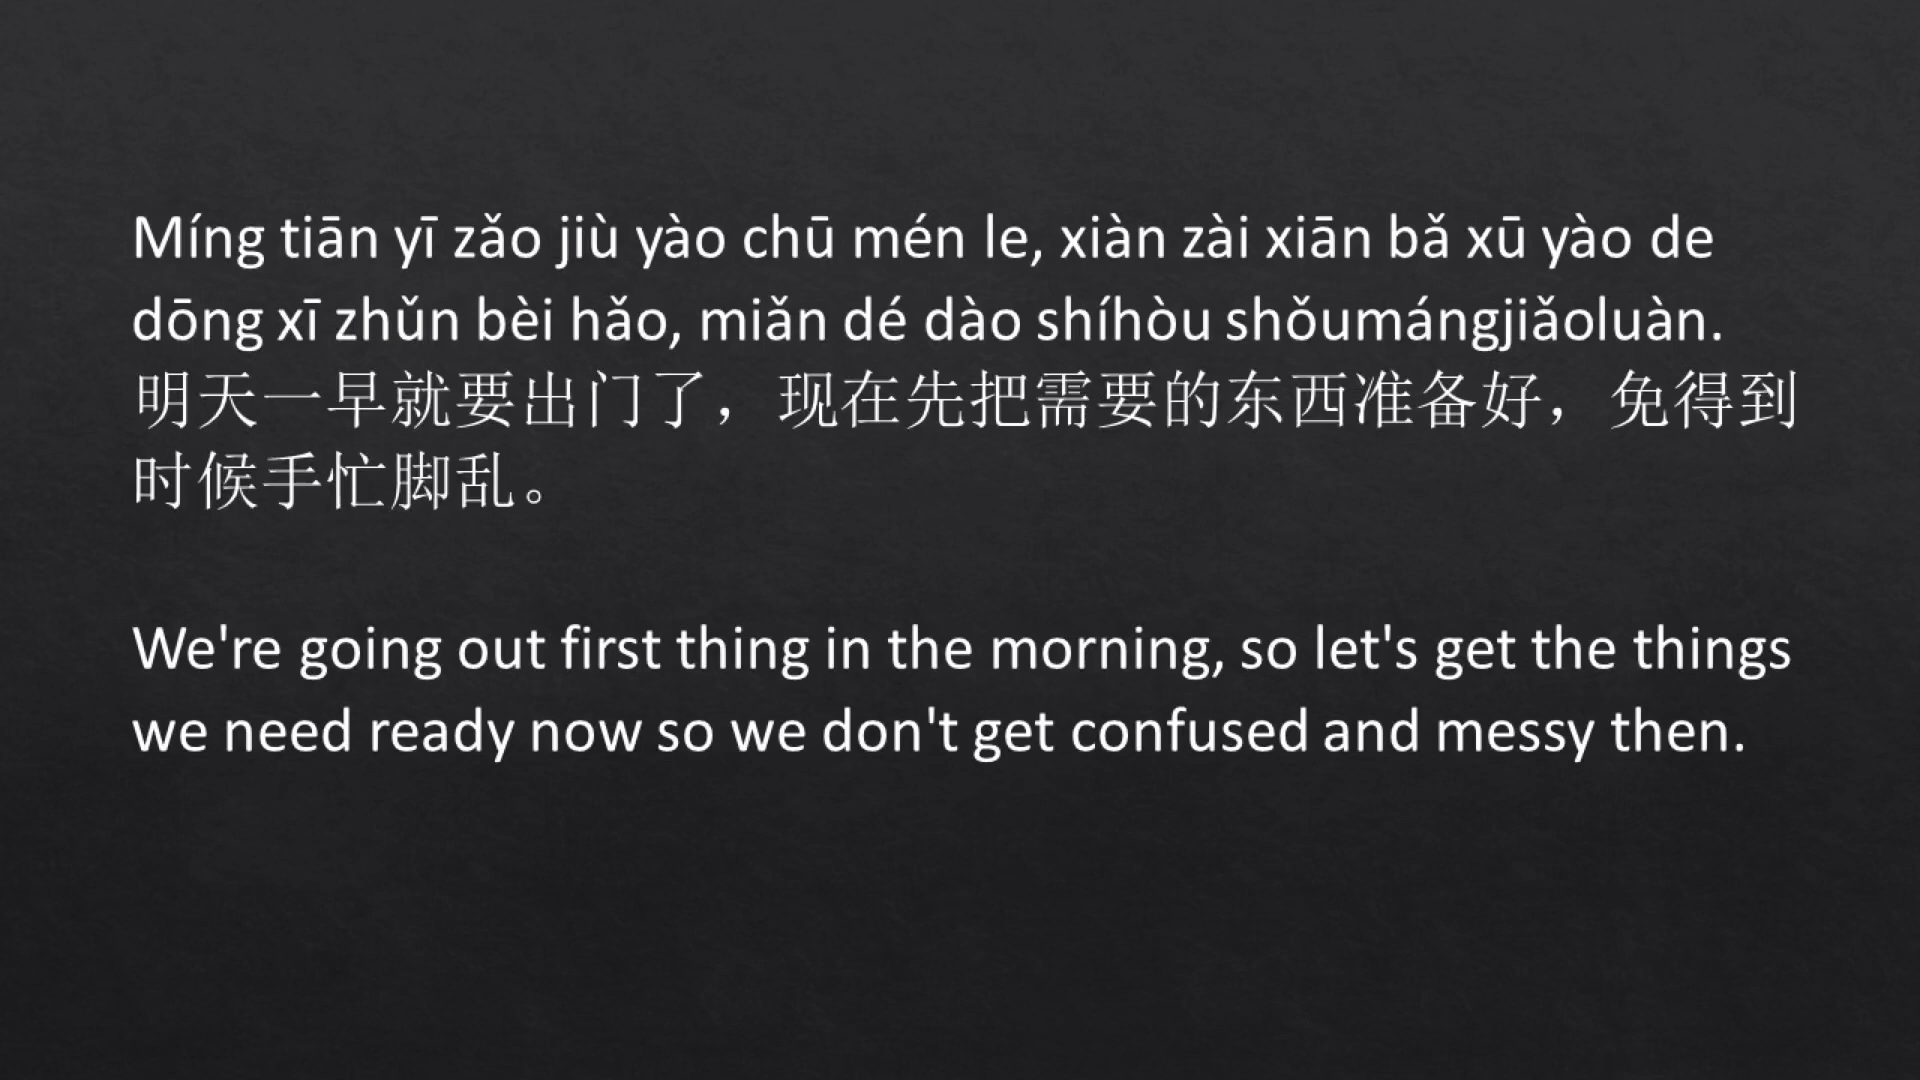 Míng tiān yī zǎo jiù yào chū mén le, xiàn zài xiān bǎ xū yào de
dōng xī zhǔn bèi hǎo, miǎn dé dào shíhòu shǒumángjiǎoluàn.
明天一早就要出门了，现在先把需要的东西准备好，免得到
时候手忙脚乱。
We're going out first thing in the morning, so let's get the things
we need ready now so we don't get confused and messy then.